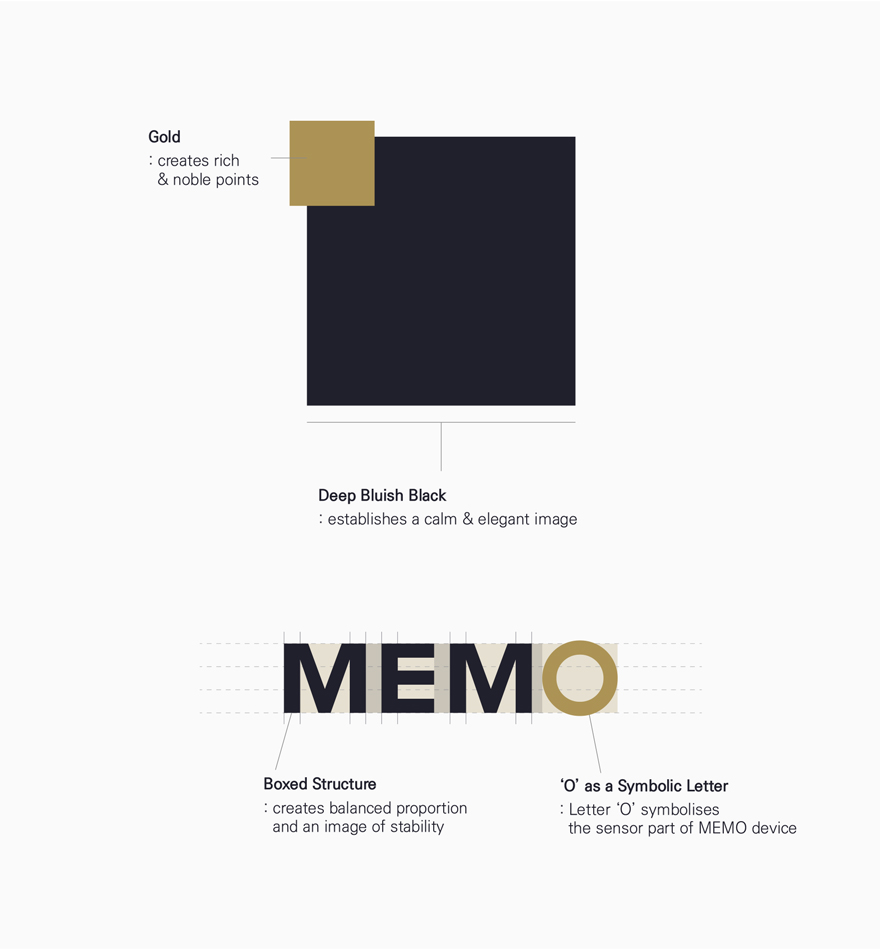 Gold
: creates rich
& noble points
Deep Bluish Black
: establishes a calm & elegant image
MEMO
Boxed Structure
: creates balanced proportion
and an image of stability
‘O’ as a Symbolic Letter
: Letter ‘O’ symbolises
the sensor part of MEMO device